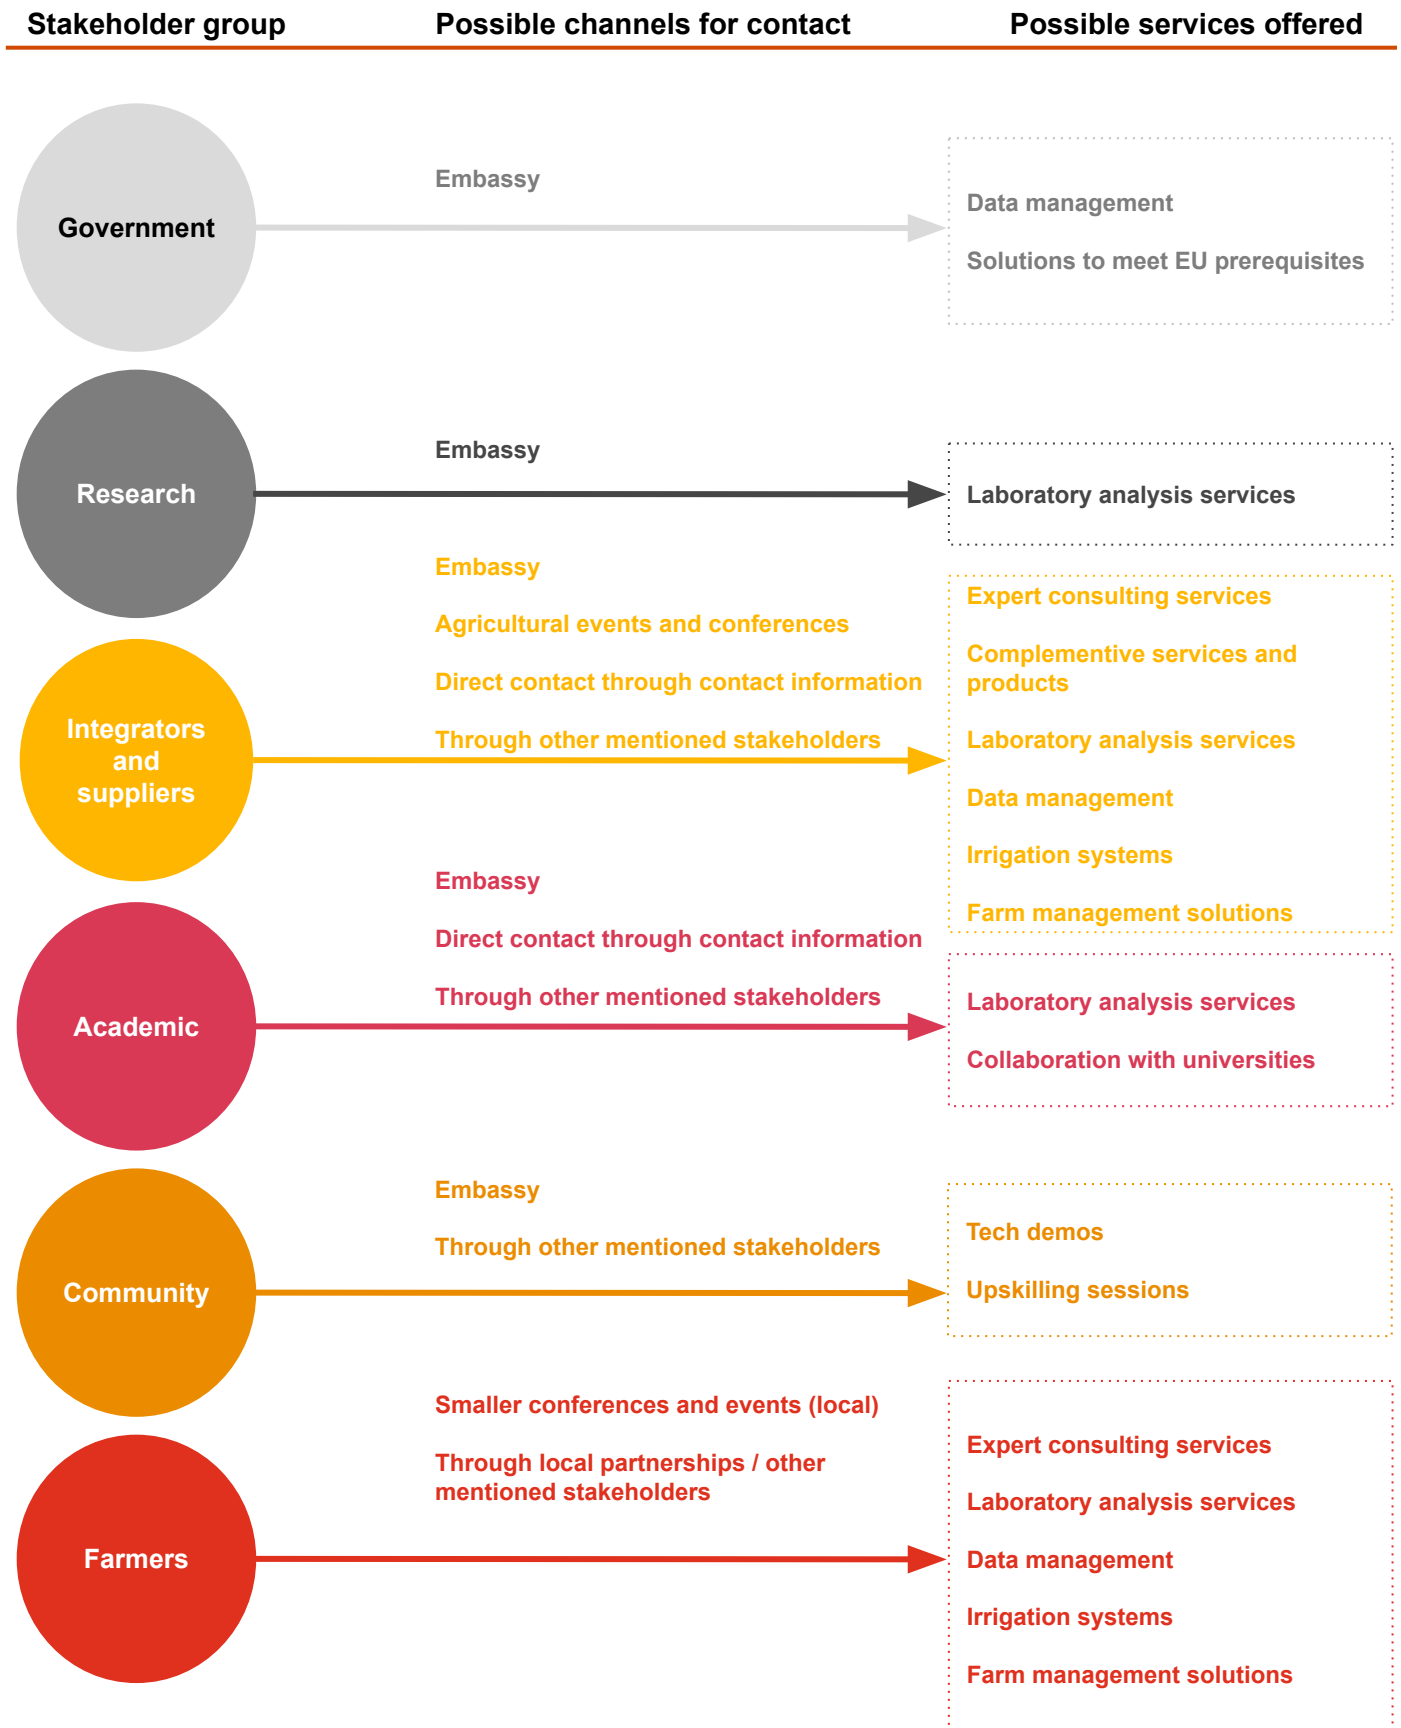 Stakeholder group
Possible channels for contact
Possible services offered
Government
Embassy
Data management
Solutions to meet EU prerequisites
Research
Embassy
Laboratory analysis services
Integrators
and
suppliers
Embassy
Agricultural events and conferences
Direct contact through contact information
Through other mentioned stakeholders
Expert consulting services
Complementive services and
products
Laboratory analysis services
Data management
Irrigation systems
Farm management solutions
Academic
Embassy
Direct contact through contact information
Through other mentioned stakeholders
Laboratory analysis services
Collaboration with universities
Community
Embassy
Through other mentioned stakeholders
Tech demos
Upskilling sessions
Farmers
Smaller conferences and events (local)
Through local partnerships / other
mentioned stakeholders
Expert consulting services
Laboratory analysis services
Data management
Irrigation systems
Farm management solutions